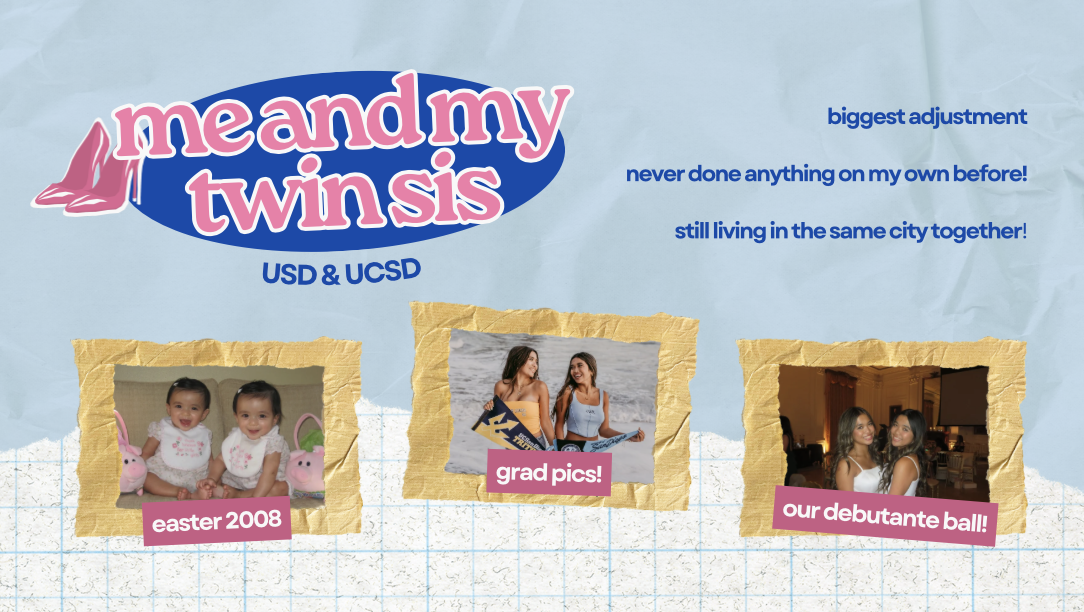 me and my
twin sis
USD & UCSD
biggest adjustment
never done anything on my own before!
still living in the same city together!
easter 2008
grad pics!
our debutante ball!